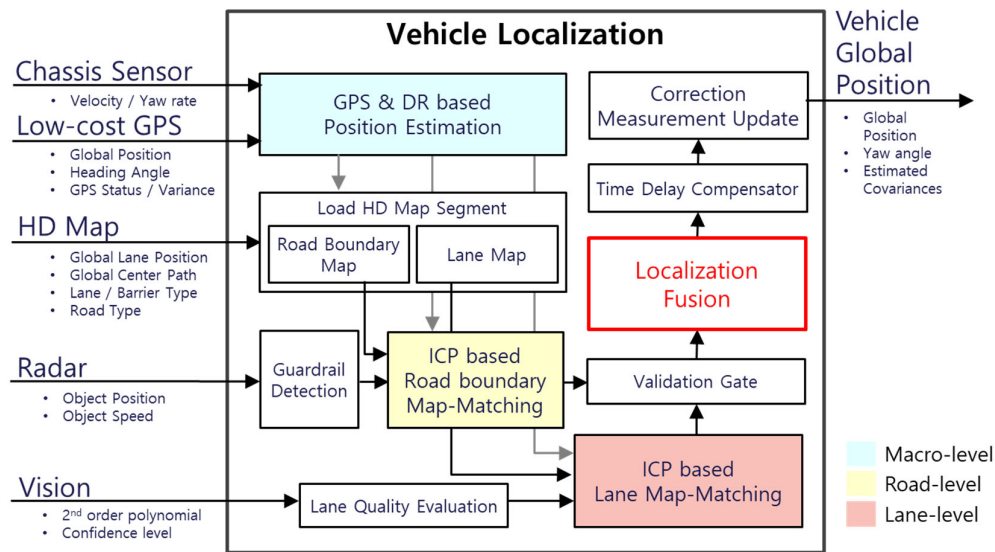 Vehicle Localization
Chassis Sensor
• Velocity / Yaw rate
Low-cost GPS
• Global Position
• Heading Angle
• GPS Status / Variance
HD Map
• Global Lane Position
• Global Center Path
• Lane / Barrier Type
• Road Type
Radar
• Object Position
• Object Speed
Vision
• 2nd order polynomial
• Confidence level
GPS & DR based
Position Estimation
Load HD Map Segment
Road Boundary
Map
Lane Map
Guardrail
Detection
ICP based
Road boundary
Map-Matching
Lane Quality Evaluation
ICP based
Lane Map-Matching
Validation Gate
Localization
Fusion
Time Delay Compensator
Correction
Measurement Update
Vehicle
Global
Position
• Global
Position
• Yaw angle
• Estimated
Covariances
Macro-level
Road-level
Lane-level